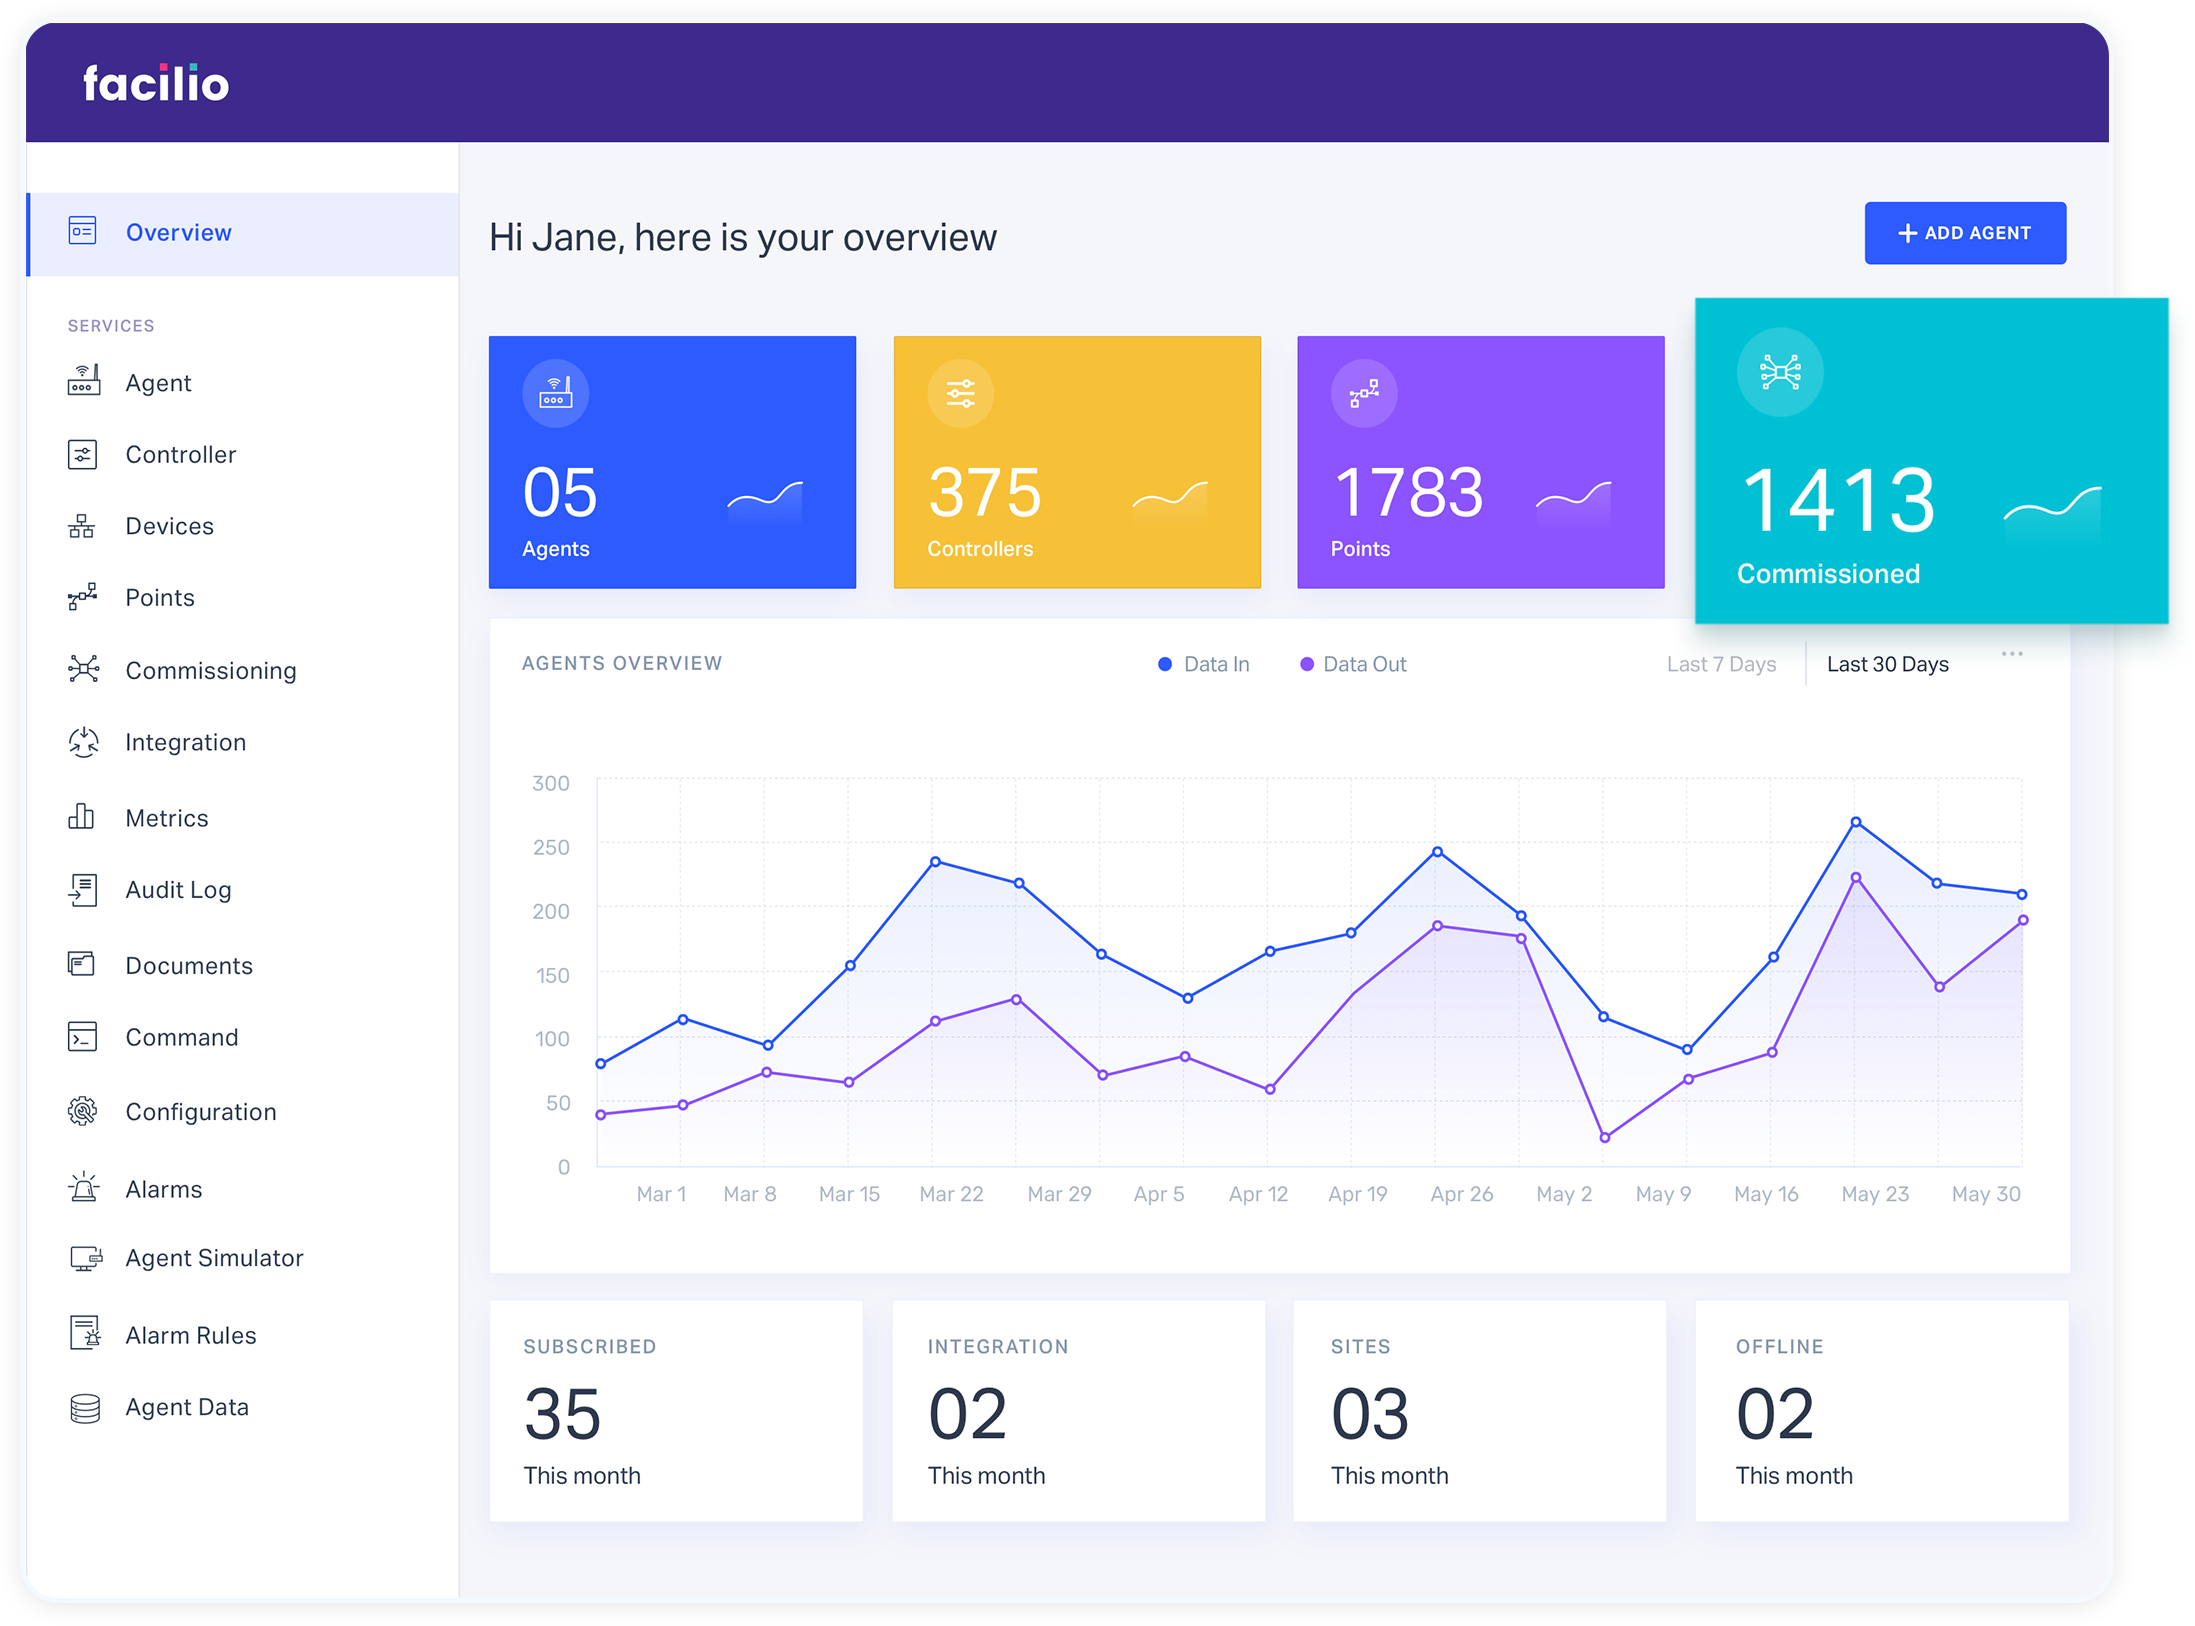 facilio
Overview
SERVICES
Agent
Controller
Devices
Points
Commissioning
Integration
Metrics
Audit Log
Documents
Command
Configuration
Alarms
Agent Simulator
Alarm Rules
Agent Data
Hi Jane, here is your overview
+ ADD AGENT
05
Agents
375
Controllers
1783
Points
1413
Commissioned
AGENTS OVERVIEW
Data In
Data Out
Last 7 Days
Last 30 Days
300
250
200
150
100
50
0
Mar 1 Mar 8 Mar 15 Mar 22 Mar 29 Apr 5 Apr 12 Apr 19 Apr 26 May 2 May 9 May 16 May 23 May 30
SUBSCRIBED
35
This month
INTEGRATION
02
This month
SITES
03
This month
OFFLINE
02
This month